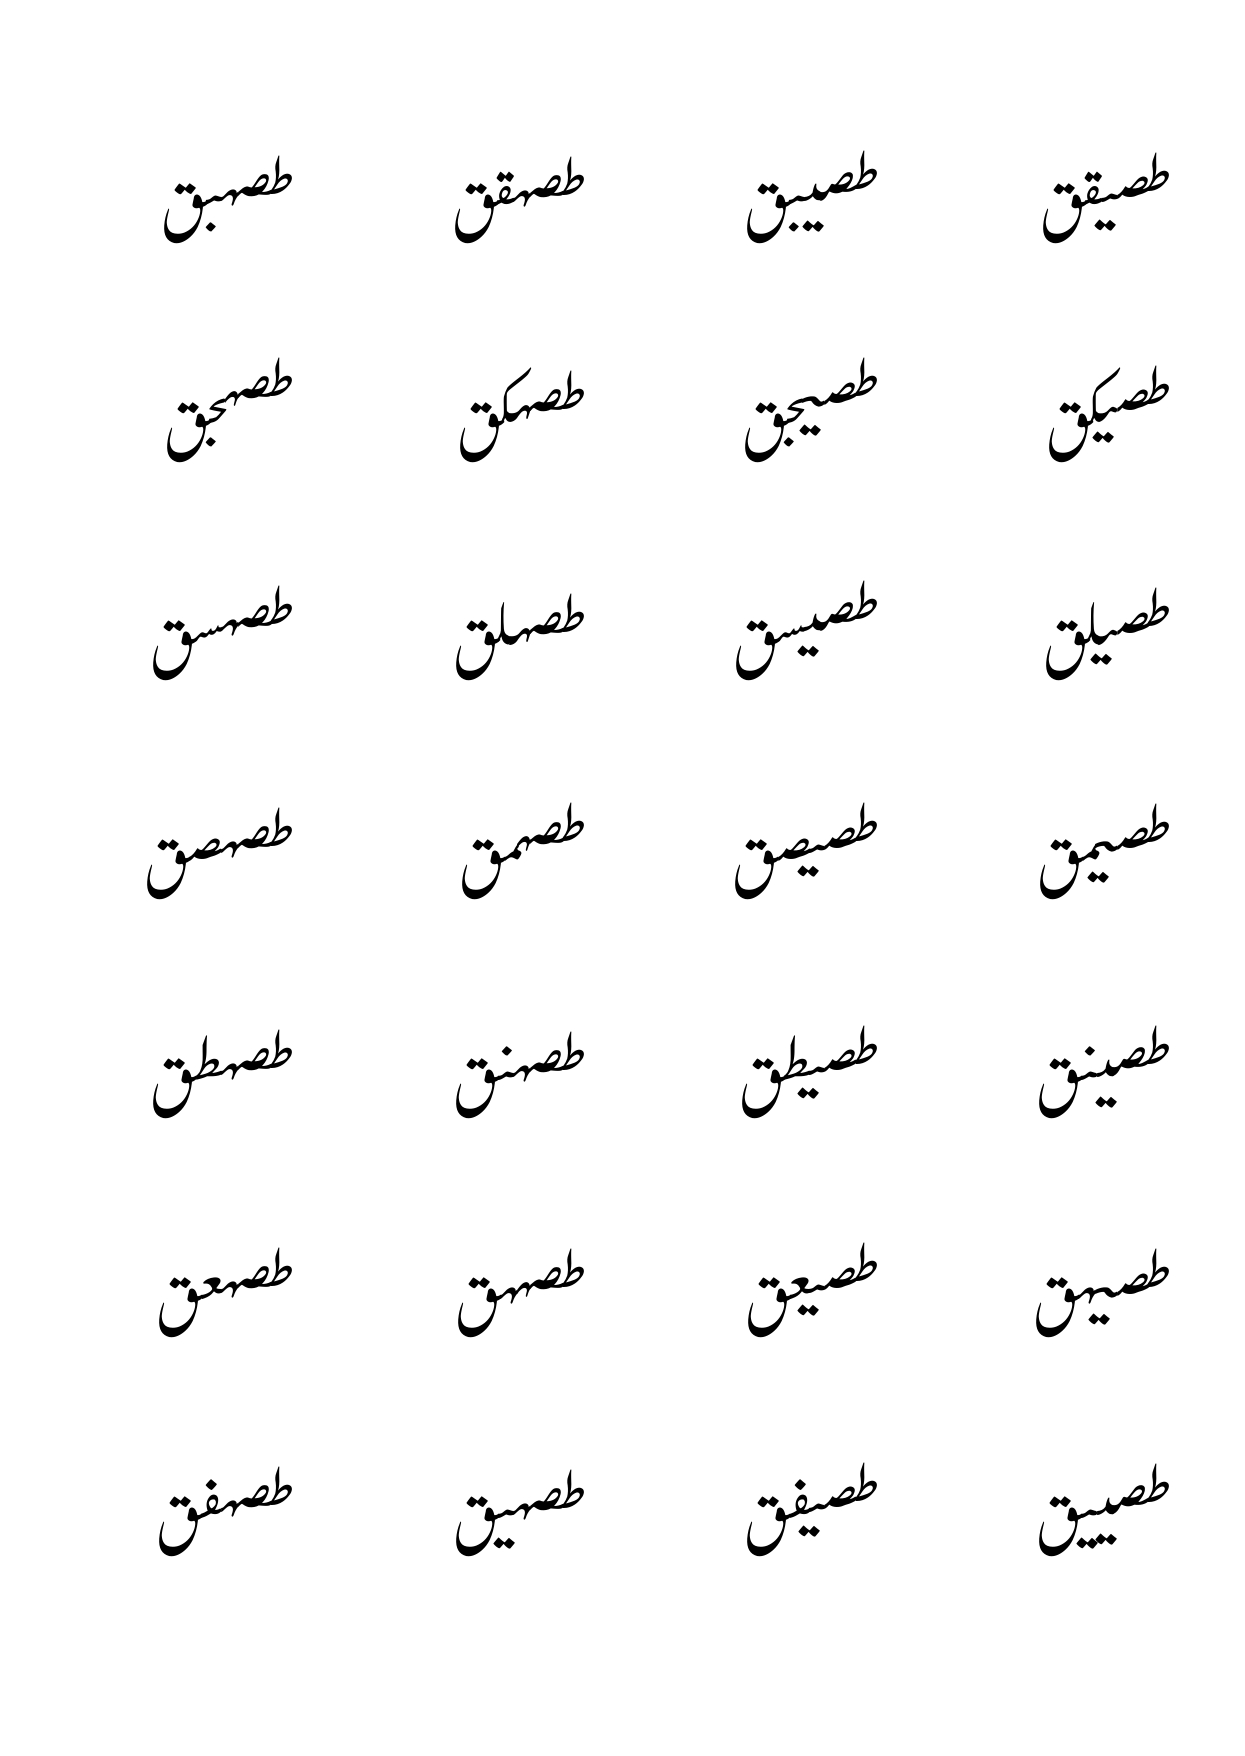 طصيقق طصيبق طصهقق طصهبق
طصيكق طصيحبق طصهكق طصهجق
طصيلق طصيسق طصهلق طصهسق
طصيمق طصيصق طصهمق طصهصق
طصينق طصيطق طصهنق طصهطق
طصيهق طصيعق طصههق طصهعق
طصييق طصيفق طصهيق طصهفق